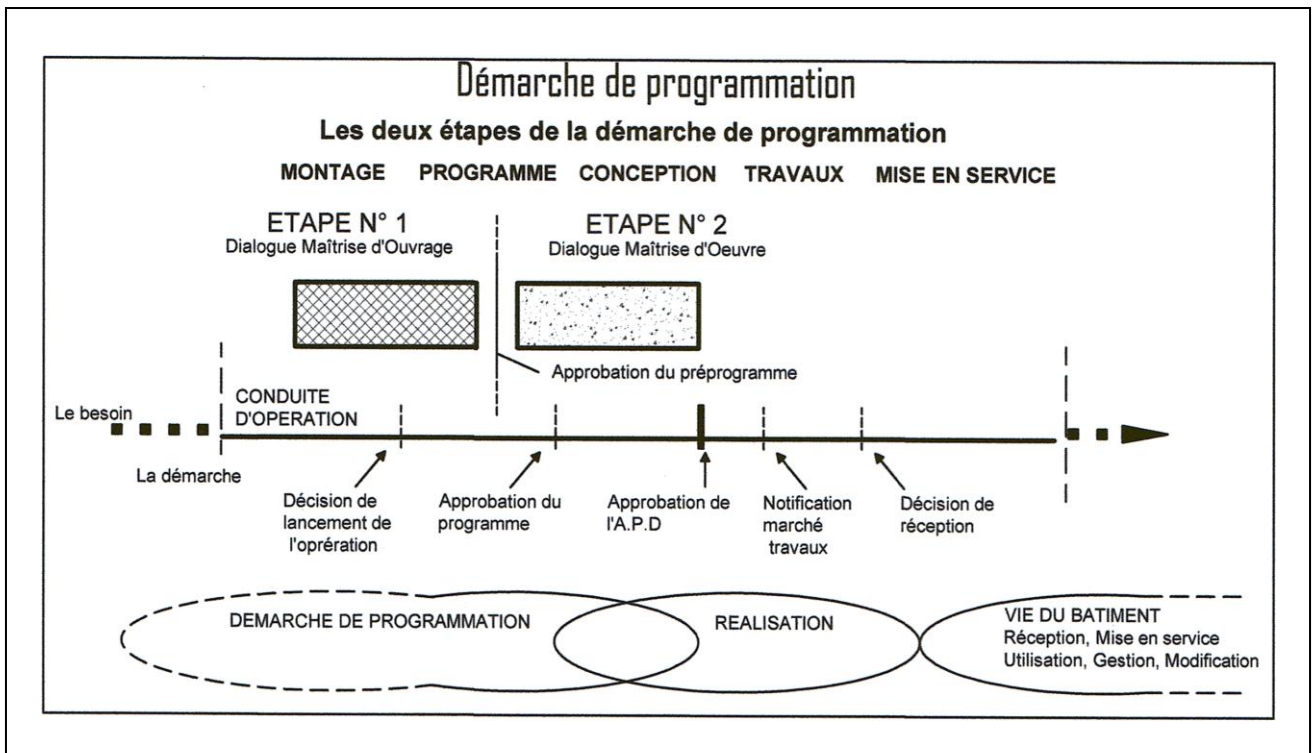 Démarche de programmation
Les deux étapes de la démarche de programmation
MONTAGE PROGRAMME CONCEPTION TRAVAUX MISE EN SERVICE
ETAPE N° 1
Dialogue Maîtrise d'Ouvrage
ETAPE N° 2
Dialogue Maîtrise d'Oeuvre
Approbation du préprogramme
Le besoin
CONDUITE
D'OPERATION
La démarche
Décision de
lancement de
l'oprération
Approbation du
programme
Approbation de
l'A.P.D
Notification
marché
travaux
Décision de
réception
DEMARCHE DE PROGRAMMATION
REALISATION
VIE DU BATIMENT
Réception, Mise en service
Utilisation, Gestion, Modification